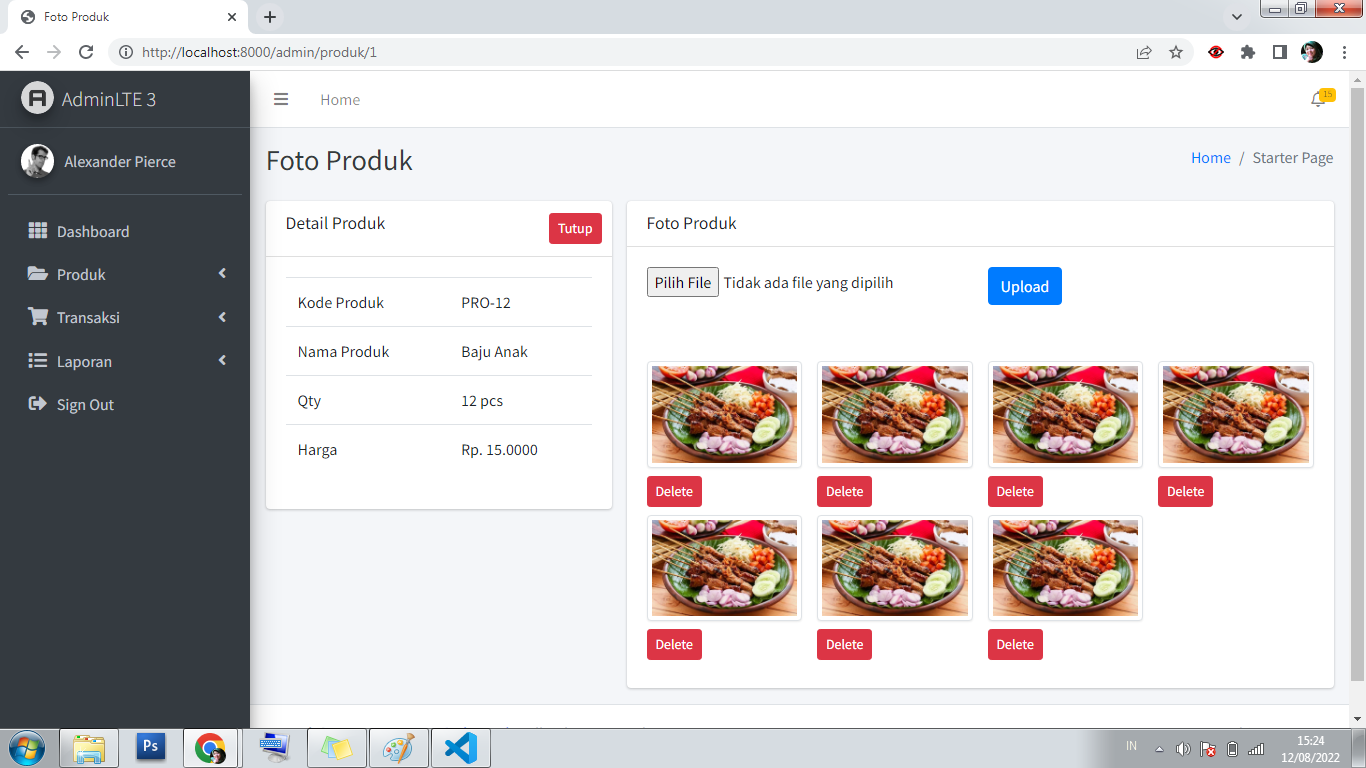 Foto Produk
http://localhost:8000/admin/produk/1
AdminLTE 3
Home
15
Alexander Pierce
Foto Produk
Home / Starter Page
Dashboard
Produk
Transaksi
Laporan
Sign Out
Detail Produk
Tutup
Kode Produk PRO-12
Nama Produk Baju Anak
Qty 12 pcs
Harga Rp. 15.0000
Foto Produk
Pilih File Tidak ada file yang dipilih
Upload
Delete Delete Delete Delete
Delete Delete Delete
Ps
IN
15:24
12/08/2022